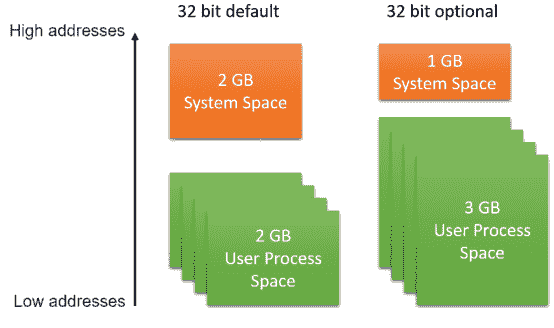 32 bit default
32 bit optional
High addresses
2 GB
System Space
1 GB
System Space
2 GB
User Process
Space
3 GB
User Process
Space
Low addresses